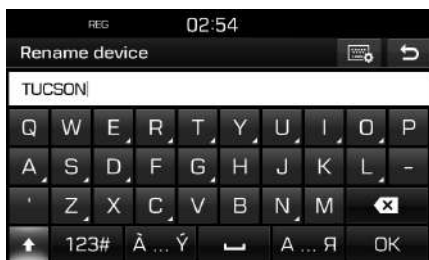 REG 02:54
Rename device
TUCSON
Q W E R T Y U I O P
A S D F G H J K L -
' Z X C V B N M
123# À ... Ý А ... Я OK